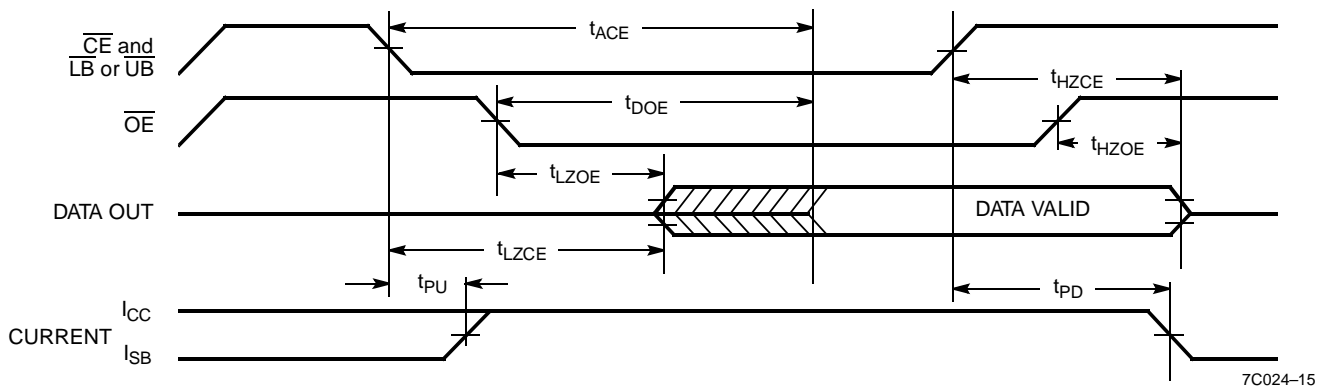 CE and
LB or UB
tACE
tHZCE
OE
tDOE
tHZOE
tLZOE
DATA OUT
DATA VALID
tLZCE
tPU
tPD
ICC
CURRENT
ISB
7C024–15